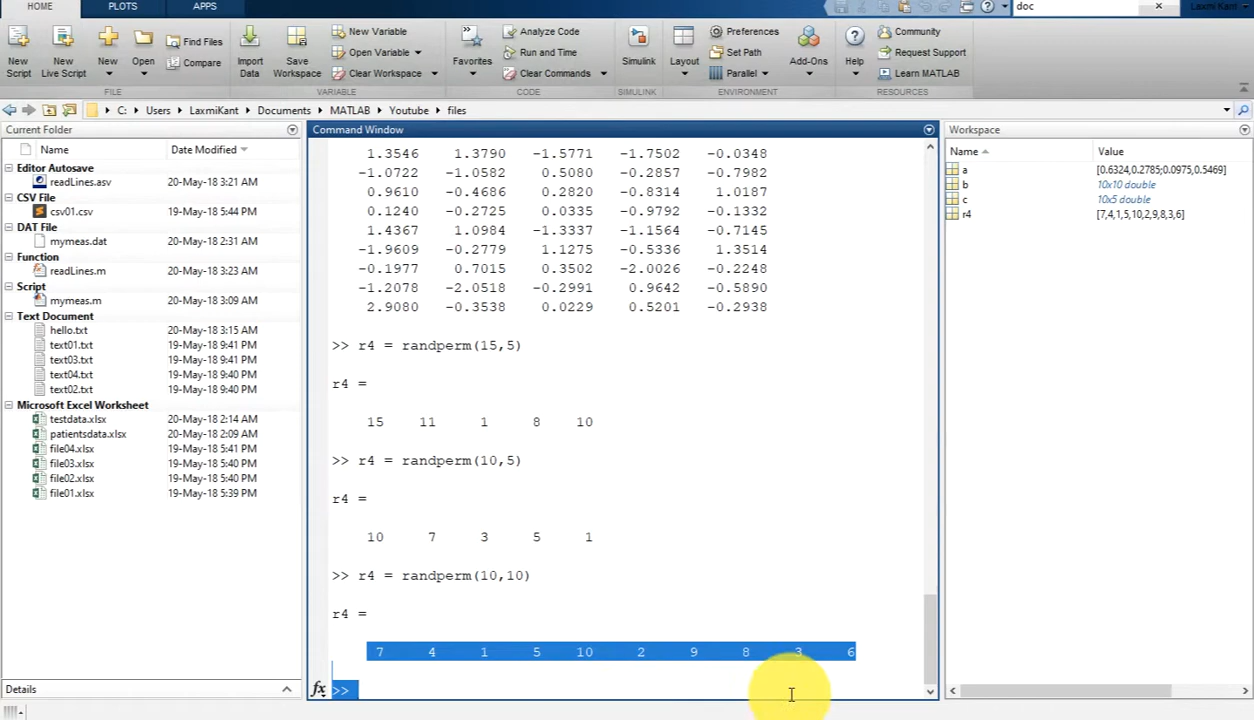 HOME PLOTS APPS doc Laxmi Kant
New Script
New Live Script
New
Open
Find Files
Compare
FILE
Import Data
Save Workspace
New Variable
Open Variable
Clear Workspace
VARIABLE
Favorites
Analyze Code
Run and Time
Clear Commands
CODE
Simulink
SIMULINK
Layout
Preferences
Set Path
Parallel
Add-Ons
ENVIRONMENT
Help
Community
Request Support
Learn MATLAB
RESOURCES
C: Users LaxmiKant Documents MATLAB Youtube files
Current Folder
Name Date Modified
Editor Autosave
readLines.asv 20-May-18 3:21 AM
CSV File
csv01.csv 19-May-18 5:44 PM
DAT File
mymeas.dat 20-May-18 2:31 AM
Function
readLines.m 20-May-18 3:23 AM
Script
mymeas.m 20-May-18 3:09 AM
Text Document
hello.txt 20-May-18 3:15 AM
text01.txt 19-May-18 9:41 PM
text03.txt 19-May-18 9:41 PM
text04.txt 19-May-18 9:40 PM
text02.txt 19-May-18 9:40 PM
Microsoft Excel Worksheet
testdata.xlsx 20-May-18 2:14 AM
patientsdata.xlsx 20-May-18 2:09 AM
file04.xlsx 19-May-18 5:41 PM
file03.xlsx 19-May-18 5:40 PM
file02.xlsx 19-May-18 5:40 PM
file01.xlsx 19-May-18 5:39 PM
Details
Command Window
1.3546 1.3790 -1.5771 -1.7502 -0.0348
-1.0722 -1.0582 0.5080 -0.2857 -0.7982
0.9610 -0.4686 0.2820 -0.8314 1.0187
0.1240 -0.2725 0.0335 -0.9792 -0.1332
1.4367 1.0984 -1.3337 -1.1564 -0.7145
-1.9609 -0.2779 1.1275 -0.5336 1.3514
-0.1977 0.7015 0.3502 -2.0026 -0.2248
-1.2078 -2.0518 -0.2991 0.9642 -0.5890
2.9080 -0.3538 0.0229 0.5201 -0.2938
>> r4 = randperm(15,5)
r4 =
15 11 1 8 10
>> r4 = randperm(10,5)
r4 =
10 7 3 5 1
>> r4 = randperm(10,10)
r4 =
7 4 1 5 10 2 9 8 3 6
fx >>
Workspace
Name Value
a [0.6324,0.2785;0.0975,0.5469]
b 10x10 double
c 10x5 double
r4 [7,4,1,5,10,2,9,8,3,6]